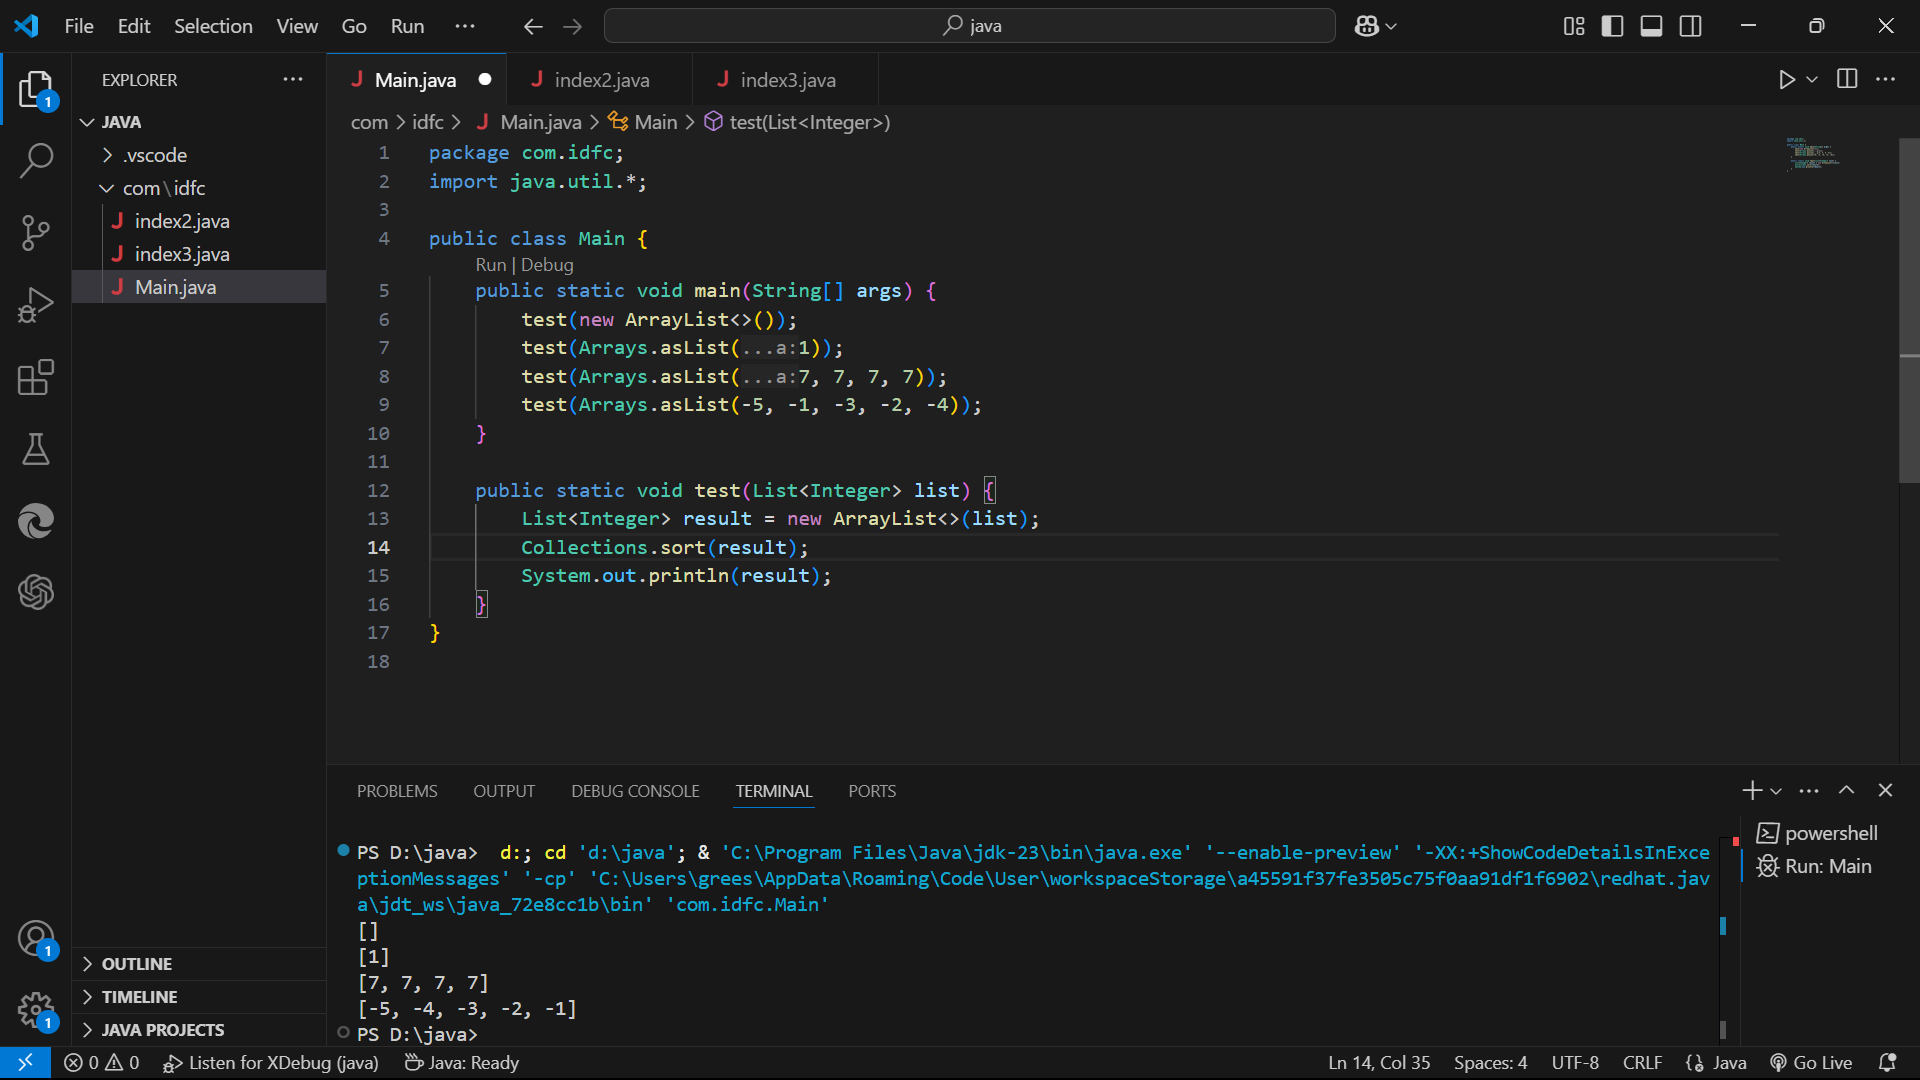 File Edit Selection View Go Run ··· java
EXPLORER ···
JAVA
.vscode
com\idfc
index2.java
index3.java
Main.java
OUTLINE
TIMELINE
JAVA PROJECTS
1
1
1
Main.java index2.java index3.java
com > idfc > Main.java > Main > test(List<Integer>)
1 package com.idfc;
2 import java.util.*;
3
4 public class Main {
Run | Debug
5 public static void main(String[] args) {
6 test(new ArrayList<>());
7 test(Arrays.asList(...a:1));
8 test(Arrays.asList(...a:7, 7, 7, 7));
9 test(Arrays.asList(-5, -1, -3, -2, -4));
10 }
11
12 public static void test(List<Integer> list) {
13 List<Integer> result = new ArrayList<>(list);
14 Collections.sort(result);
15 System.out.println(result);
16 }
17 }
18
PROBLEMS OUTPUT DEBUG CONSOLE TERMINAL PORTS
PS D:\java> d:; cd 'd:\java'; & 'C:\Program Files\Java\jdk-23\bin\java.exe' '--enable-preview' '-XX:+ShowCodeDetailsInExce
ptionMessages' '-cp' 'C:\Users\grees\AppData\Roaming\Code\User\workspaceStorage\a45591f37fe3505c75f0aa91df1f6902\redhat.jav
a\jdt_ws\java_72e8cc1b\bin' 'com.idfc.Main'
[]
[1]
[7, 7, 7, 7]
[-5, -4, -3, -2, -1]
PS D:\java>
powershell
Run: Main
0 0 Listen for XDebug (java) Java: Ready Ln 14, Col 35 Spaces: 4 UTF-8 CRLF Java Go Live